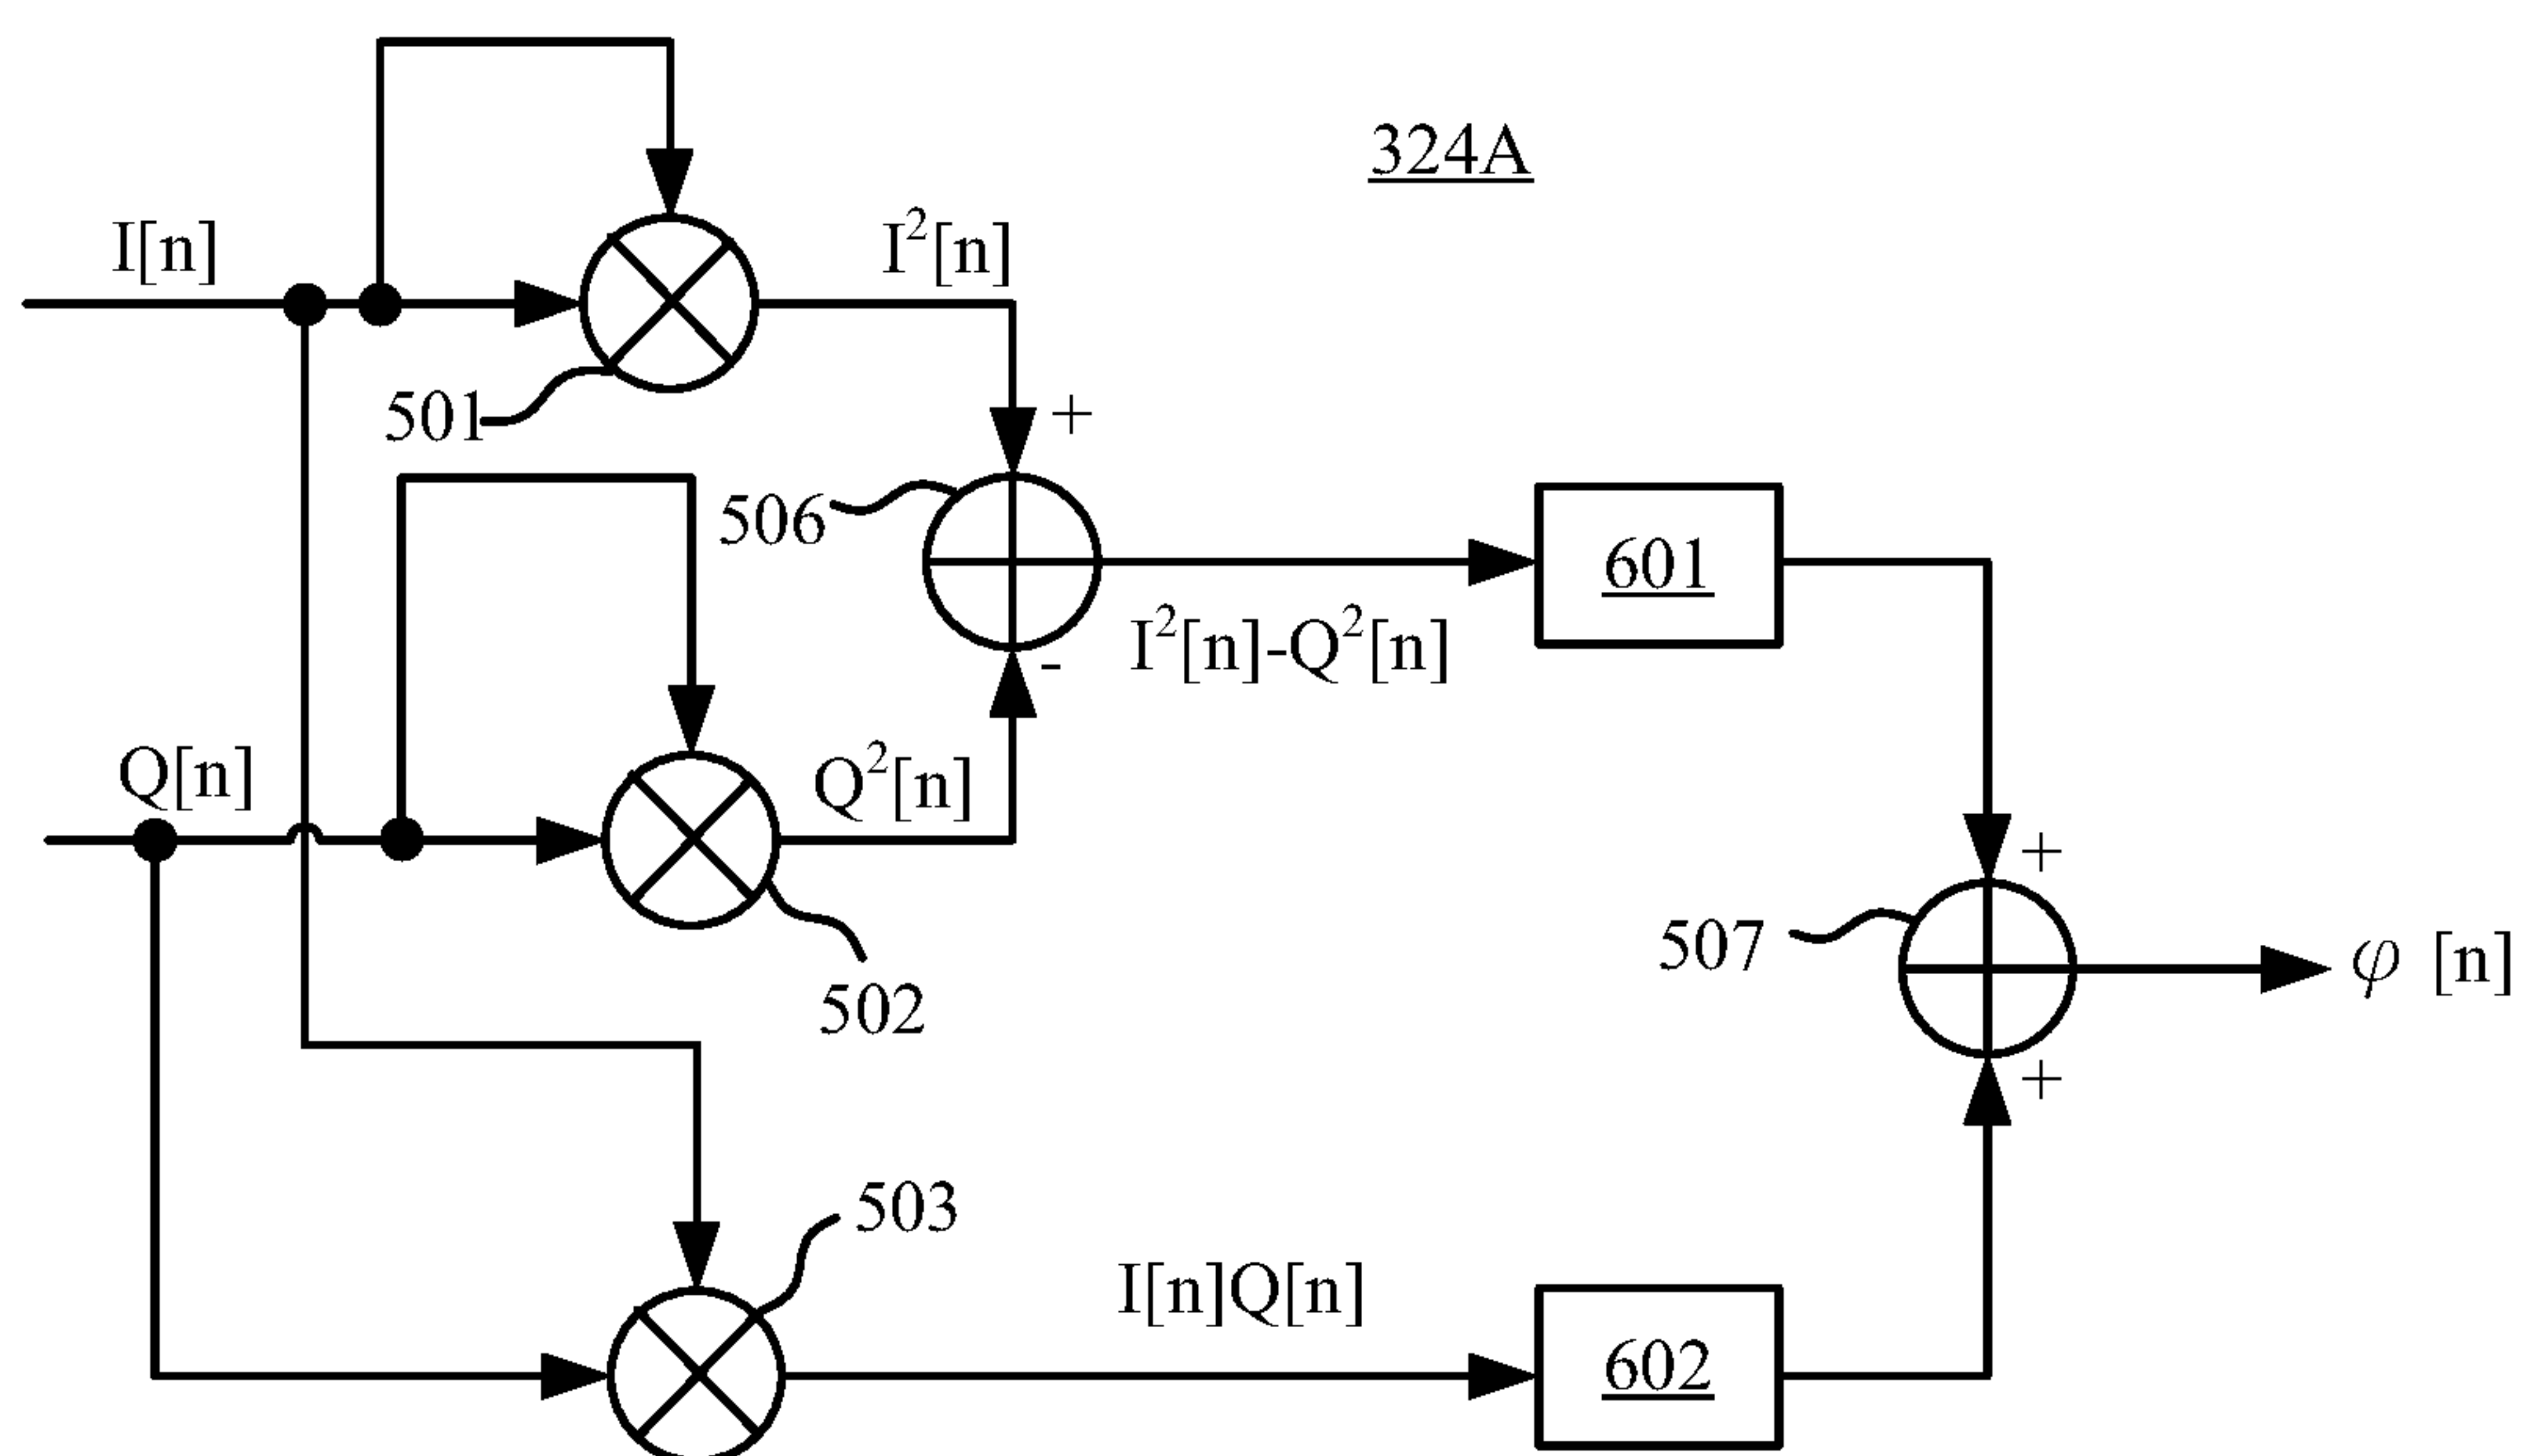 324A
I[n]
I²[n]
501
+
506
601
-
I²[n]-Q²[n]
Q[n]
Q²[n]
+
507
φ [n]
502
+
503
I[n]Q[n]
602